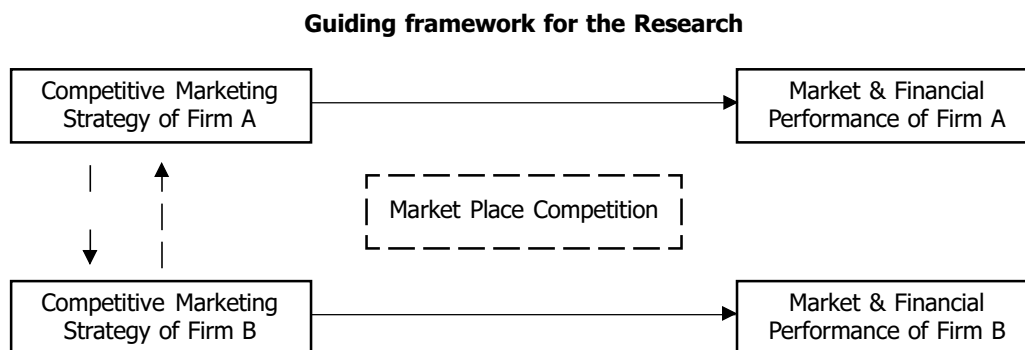 Guiding framework for the Research
Competitive Marketing
Strategy of Firm A
Market & Financial
Performance of Firm A
Market Place Competition
Competitive Marketing
Strategy of Firm B
Market & Financial
Performance of Firm B